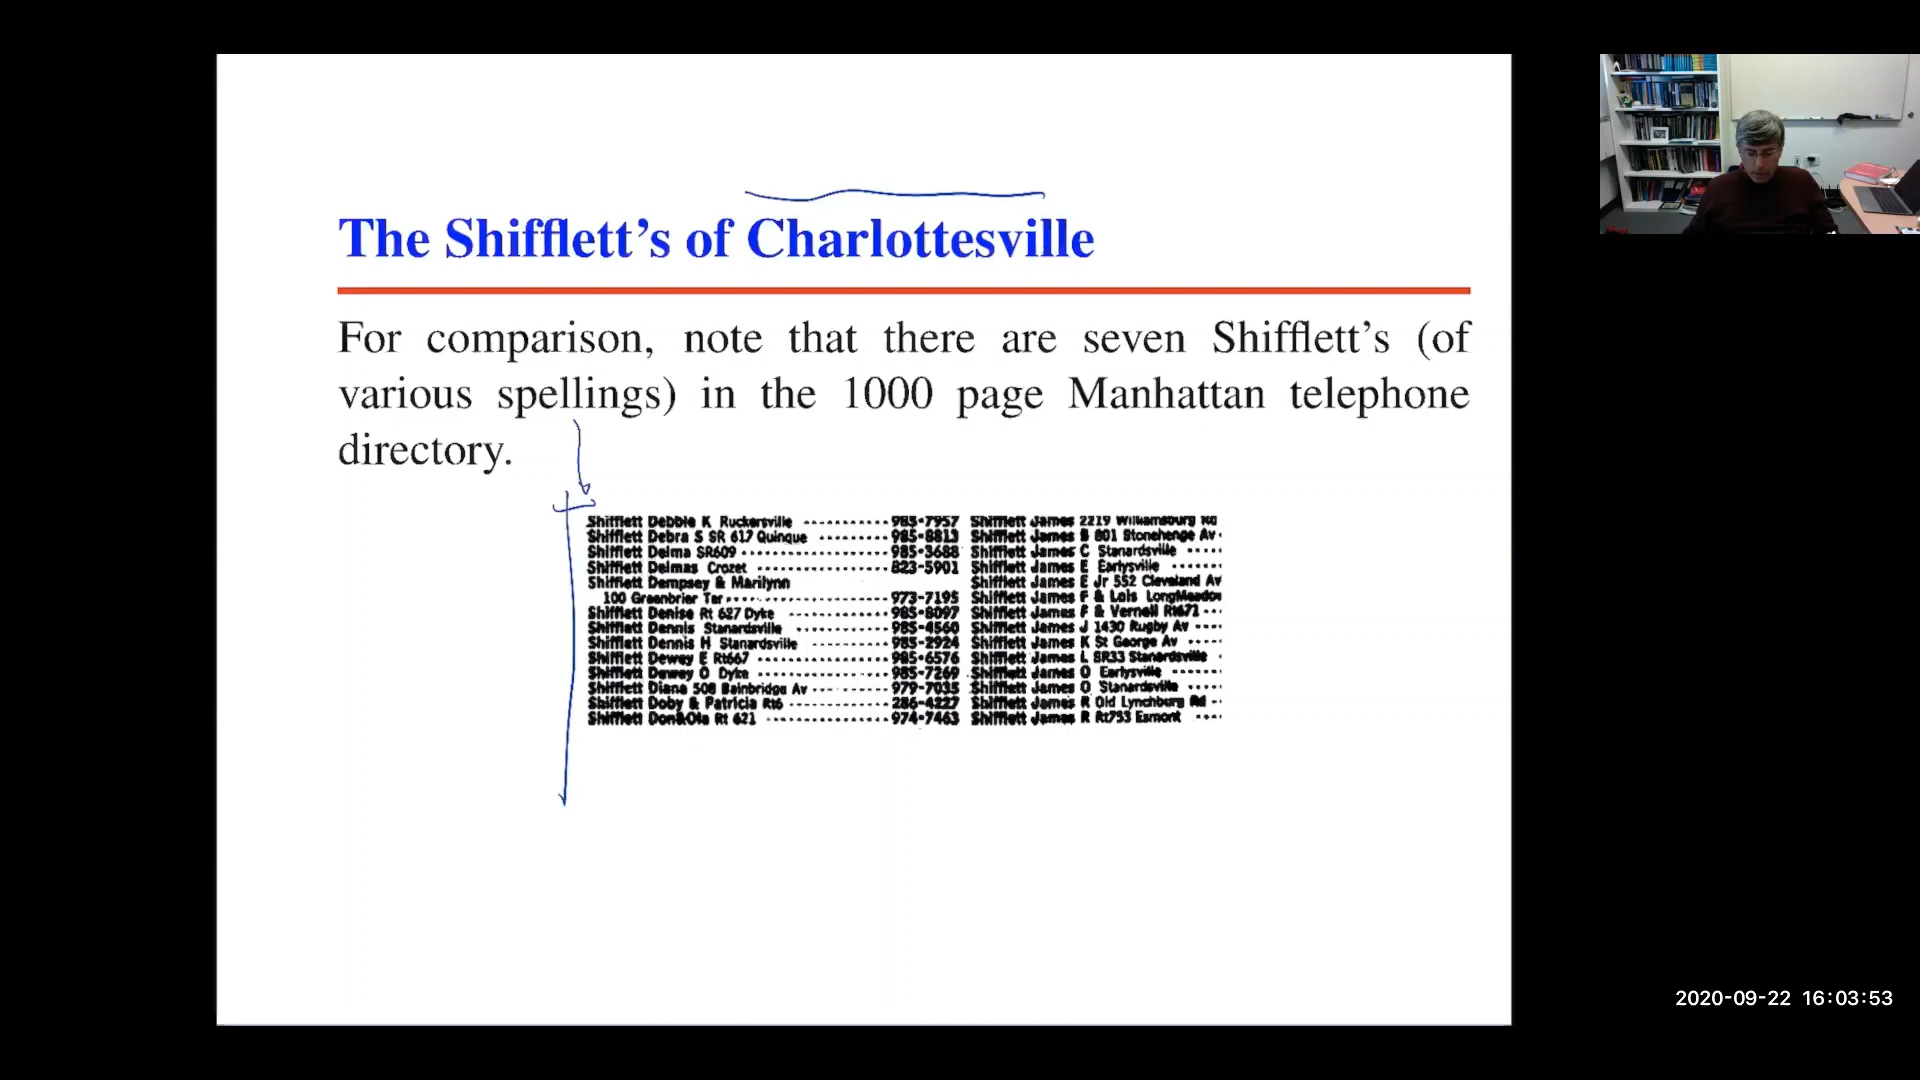 The Shifflett's of Charlottesville
For comparison, note that there are seven Shifflett's (of
various spellings) in the 1000 page Manhattan telephone
directory.
Shifflett Debbie K Ruckersville 985-7957
Shifflett Debra S SR 617 Quinque 985-8813
Shifflett Delma SR609 985-3688
Shifflett Delmas Crozet 823-5901
Shifflett Dempsey & Marilynn
100 Greenbrier Ter 973-7195
Shifflett Denise Rt 627 Dyke 985-8097
Shifflett Dennis Stanardsville 985-4560
Shifflett Dennis H Stanardsville 985-2924
Shifflett Dewey E Rt667 985-6576
Shifflett Dewey O Dyke 985-7269
Shifflett Diana 508 Bainbridge Av 979-7035
Shifflett Doby & Patricia Rt6 286-4227
Shifflett Don&Ola Rt 621 974-7463
Shifflett James 2219 Williamsburg Rd
Shifflett James B 801 Stonehenge Av
Shifflett James C Stanardsville
Shifflett James E Earlysville
Shifflett James E Jr 552 Cleveland Av
Shifflett James F & Lois LongMeadow
Shifflett James F & Vernell Rt671
Shifflett James J 1430 Rugby Av
Shifflett James K St George Av
Shifflett James L SR33 Stanardsville
Shifflett James O Earlysville
Shifflett James O Stanardsville
Shifflett James R Old Lynchburg Rd
Shifflett James R Rt753 Esmont
2020-09-22 16:03:53